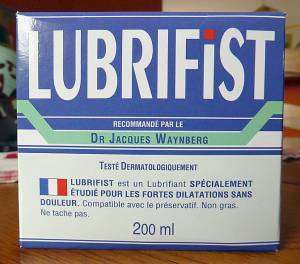 LUBRIFiST
RECOMMANDÉ PAR LE
DR JACQUES WAYNBERG
TESTÉ DERMATOLOGIQUEMENT
LUBRIFIST est un Lubrifiant SPÉCIALEMENT
ÉTUDIÉ POUR LES FORTES DILATATIONS SANS
DOULEUR. Compatible avec le préservatif. Non gras.
Ne tache pas.
200 ml